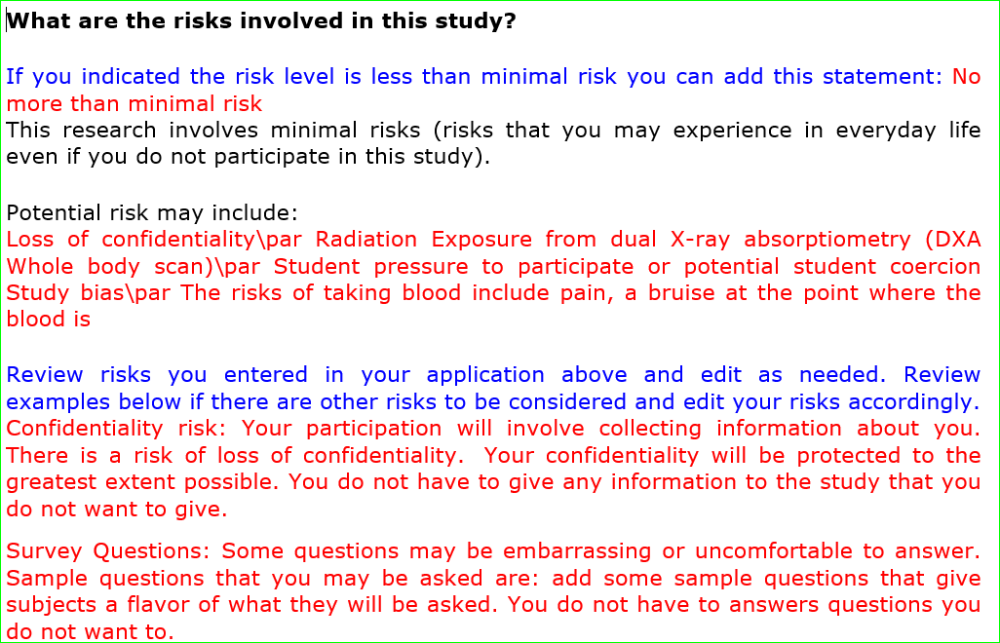 What are the risks involved in this study?
If you indicated the risk level is less than minimal risk you can add this statement: No
more than minimal risk
This research involves minimal risks (risks that you may experience in everyday life
even if you do not participate in this study).
Potential risk may include:
Loss of confidentiality\par Radiation Exposure from dual X-ray absorptiometry (DXA
Whole body scan)\par Student pressure to participate or potential student coercion
Study bias\par The risks of taking blood include pain, a bruise at the point where the
blood is
Review risks you entered in your application above and edit as needed. Review
examples below if there are other risks to be considered and edit your risks accordingly.
Confidentiality risk: Your participation will involve collecting information about you.
There is a risk of loss of confidentiality.  Your confidentiality will be protected to the
greatest extent possible. You do not have to give any information to the study that you
do not want to give.
Survey Questions: Some questions may be embarrassing or uncomfortable to answer.
Sample questions that you may be asked are: add some sample questions that give
subjects a flavor of what they will be asked. You do not have to answers questions you
do not want to.